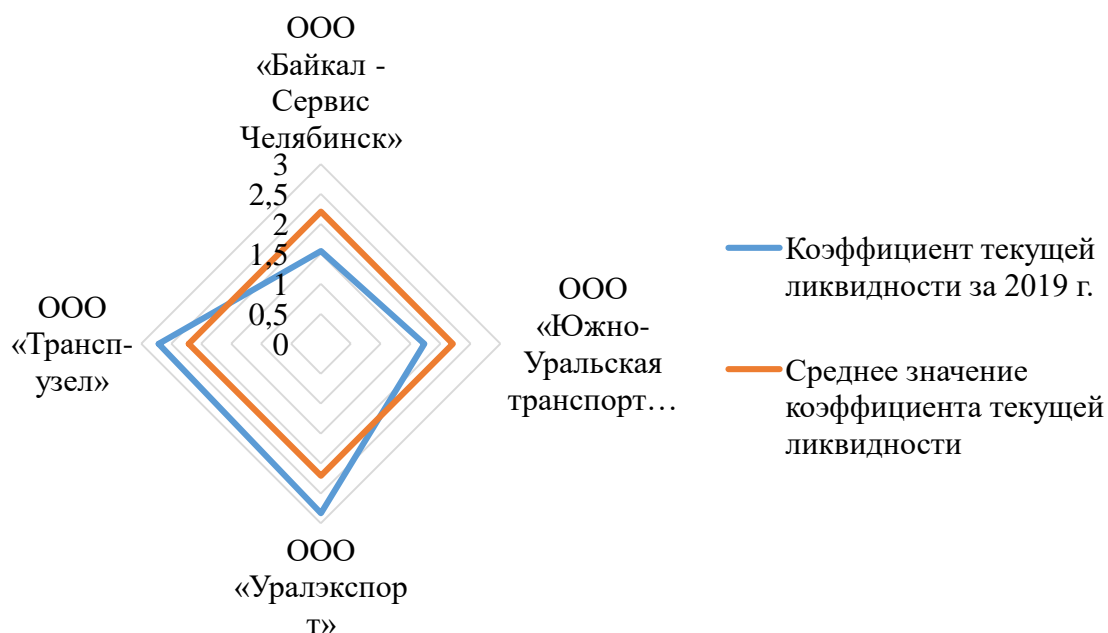 ООО
«Байкал -
Сервис
Челябинск»
3
2,5
2
1,5
1
0,5
0
ООО
«Южно-
Уральская
транспорт…
ООО
«Уралэкспор
т»
ООО
«Трансп-
узел»
Коэффициент текущей
ликвидности за 2019 г.
Среднее значение
коэффициента текущей
ликвидности